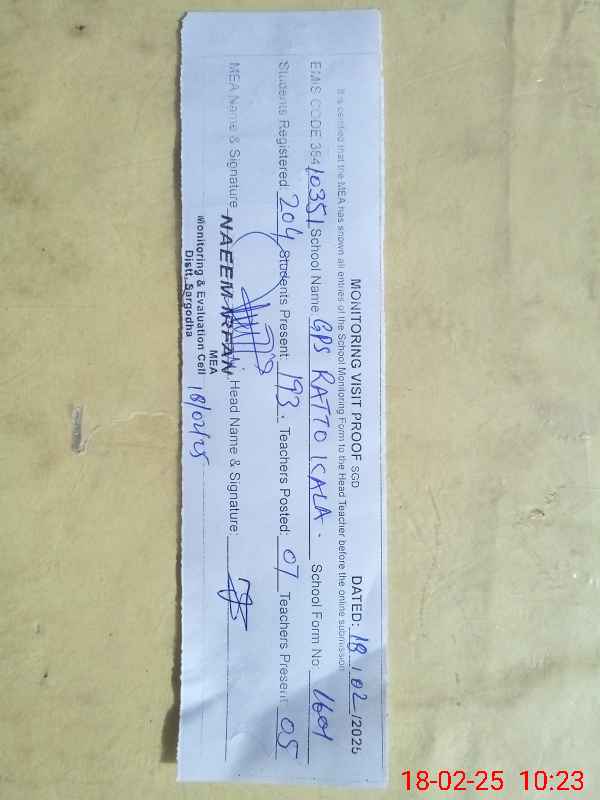 MONITORING VISIT PROOF SGD DATED: 18/02/2025
It is certified that the MEA has shown all entries of the School Monitoring Form to the Head Teacher before the online submission
EMIS CODE 38410351 School Name: GPS RATTO KALA. School Form No: 1601
Students Registered: 204 Students Present: 193. Teachers Posted: 07 Teachers Present: 05
MEA Name & Signature NAEEM IRFAN Head Name & Signature:
MEA
Monitoring & Evaluation Cell
Distt. Sargodha
18/02/25
18-02-25 10:23